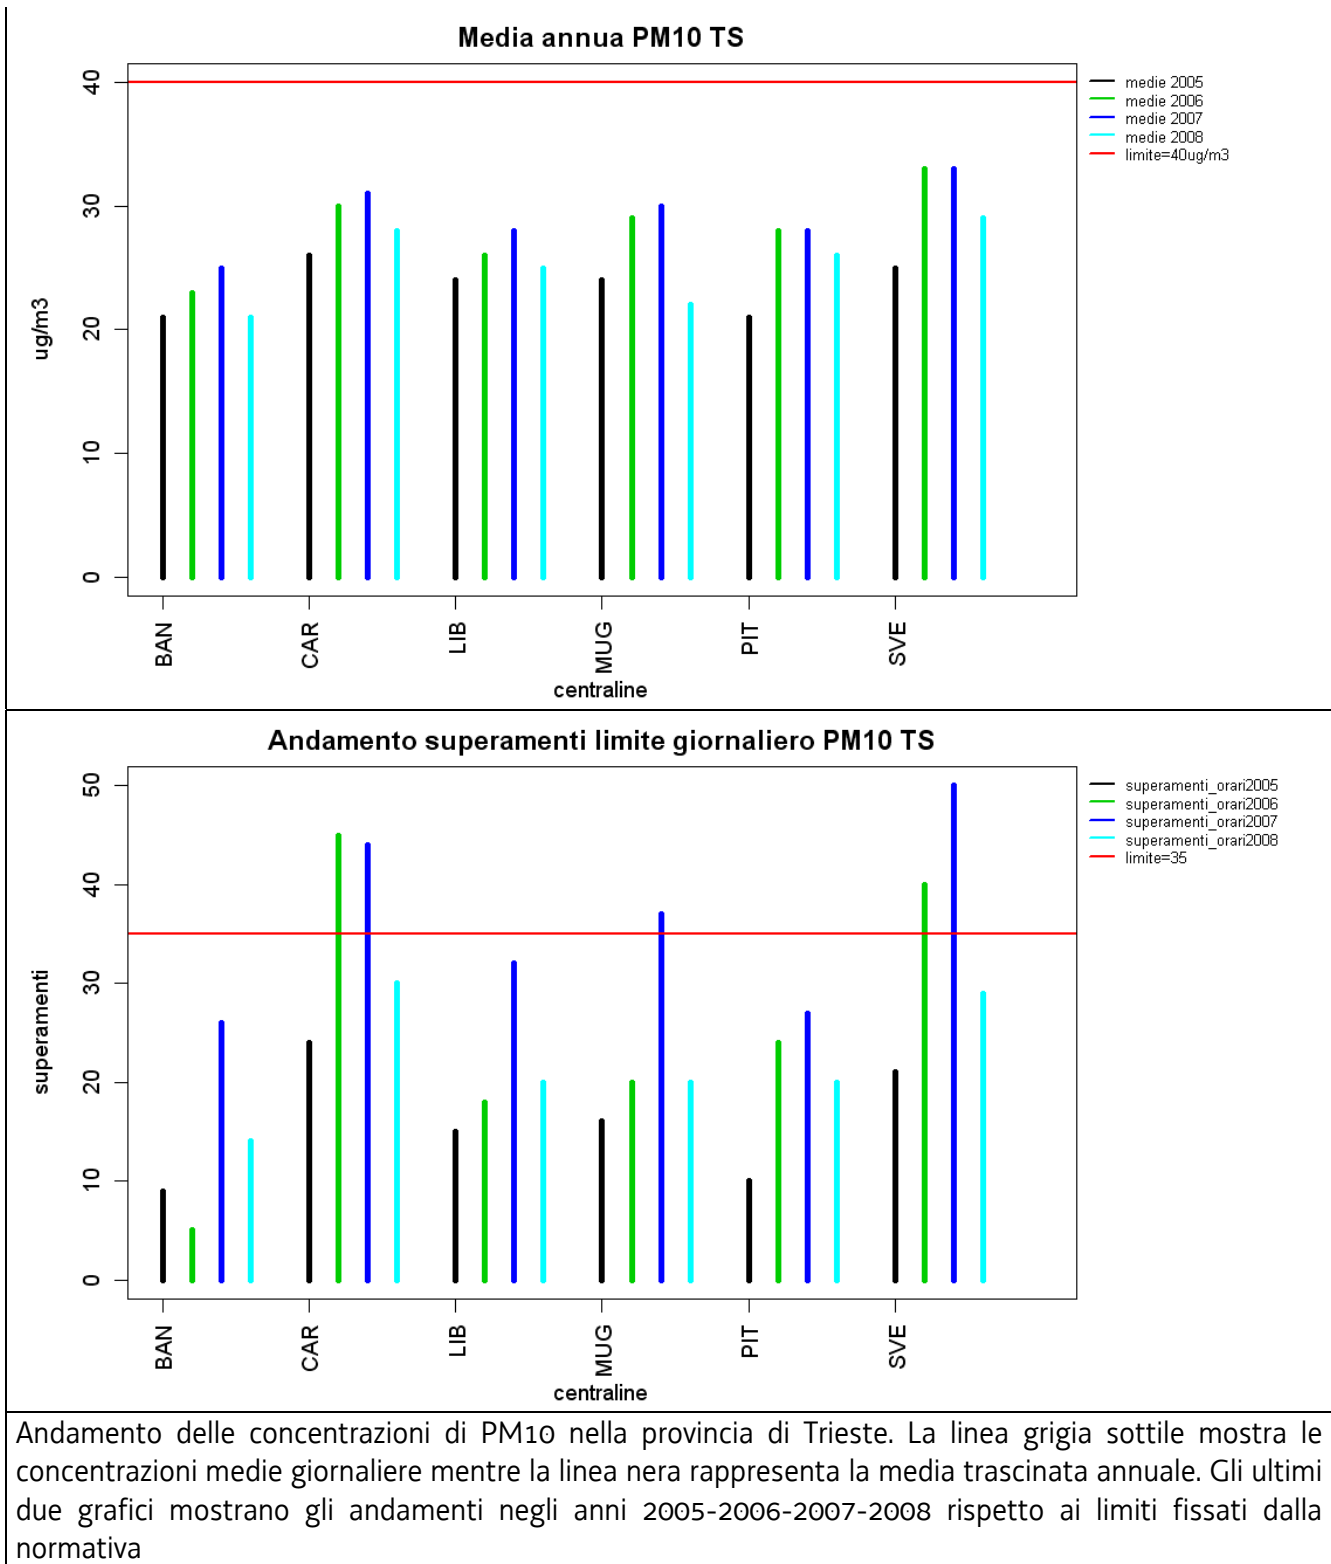 Media annua PM10 TS
40
30
20
10
0
ug/m3
BAN
CAR
LIB
MUG
PIT
SVE
centraline
medie 2005
medie 2006
medie 2007
medie 2008
limite=40ug/m3
Andamento superamenti limite giornaliero PM10 TS
50
40
30
20
10
0
superamenti
BAN
CAR
LIB
MUG
PIT
SVE
centraline
superamenti_orari2005
superamenti_orari2006
superamenti_orari2007
superamenti_orari2008
limite=35
Andamento delle concentrazioni di PM10 nella provincia di Trieste. La linea grigia sottile mostra le
concentrazioni medie giornaliere mentre la linea nera rappresenta la media trascinata annuale. Gli ultimi
due grafici mostrano gli andamenti negli anni 2005-2006-2007-2008 rispetto ai limiti fissati dalla
normativa